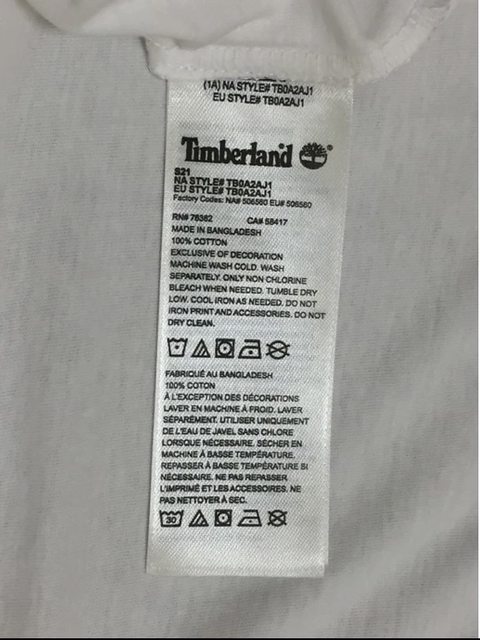 (1A) NA STYLE# TB0A2AJ1
EU STYLE# TB0A2AJ1
Timberland
S21
NA STYLE# TB0A2AJ1
EU STYLE# TB0A2AJ1
Factory Codes: NA# 506560 EU# 506560
RN# 76382 CA# 58417
MADE IN BANGLADESH
100% COTTON
EXCLUSIVE OF DECORATION
MACHINE WASH COLD. WASH
SEPARATELY. ONLY NON CHLORINE
BLEACH WHEN NEEDED. TUMBLE DRY
LOW. COOL IRON AS NEEDED. DO NOT
IRON PRINT AND ACCESSORIES. DO NOT
DRY CLEAN.
FABRIQUÉ AU BANGLADESH
100% COTON
À L'EXCEPTION DES DÉCORATIONS
LAVER EN MACHINE À FROID. LAVER
SÉPARÉMENT. UTILISER UNIQUEMENT
DE L'EAU DE JAVEL SANS CHLORE
LORSQUE NÉCESSAIRE. SÉCHER EN
MACHINE À BASSE TEMPÉRATURE.
REPASSER À BASSE TEMPÉRATURE SI
NÉCESSAIRE. NE PAS REPASSER
L'IMPRIMÉ ET LES ACCESSOIRES. NE
PAS NETTOYER À SEC.
30